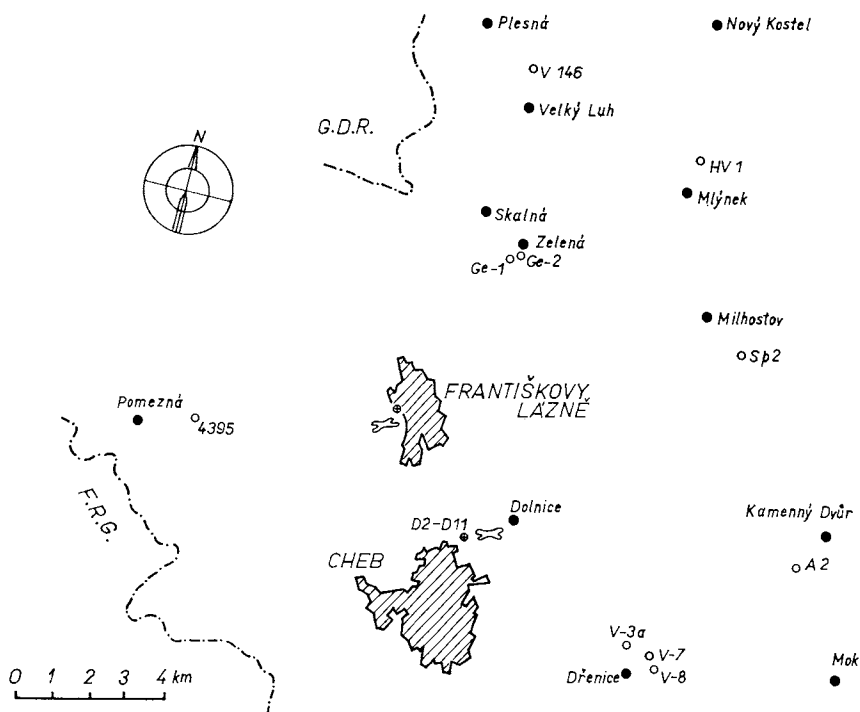 Plesná
Nový Kostel
V 146
Velký Luh
G.D.R.
N
HV 1
Mlýnek
Skalná
Zelená
Ge-1
Ge-2
Milhostov
Sp2
FRANTIŠKOVY
LÁZNĚ
Pomezná
4395
F.R.G.
Dolnice
D2-D11
Kamenný Dvůr
CHEB
A2
V-3a
V-7
V-8
Dřenice
Mok
0 1 2 3 4 km